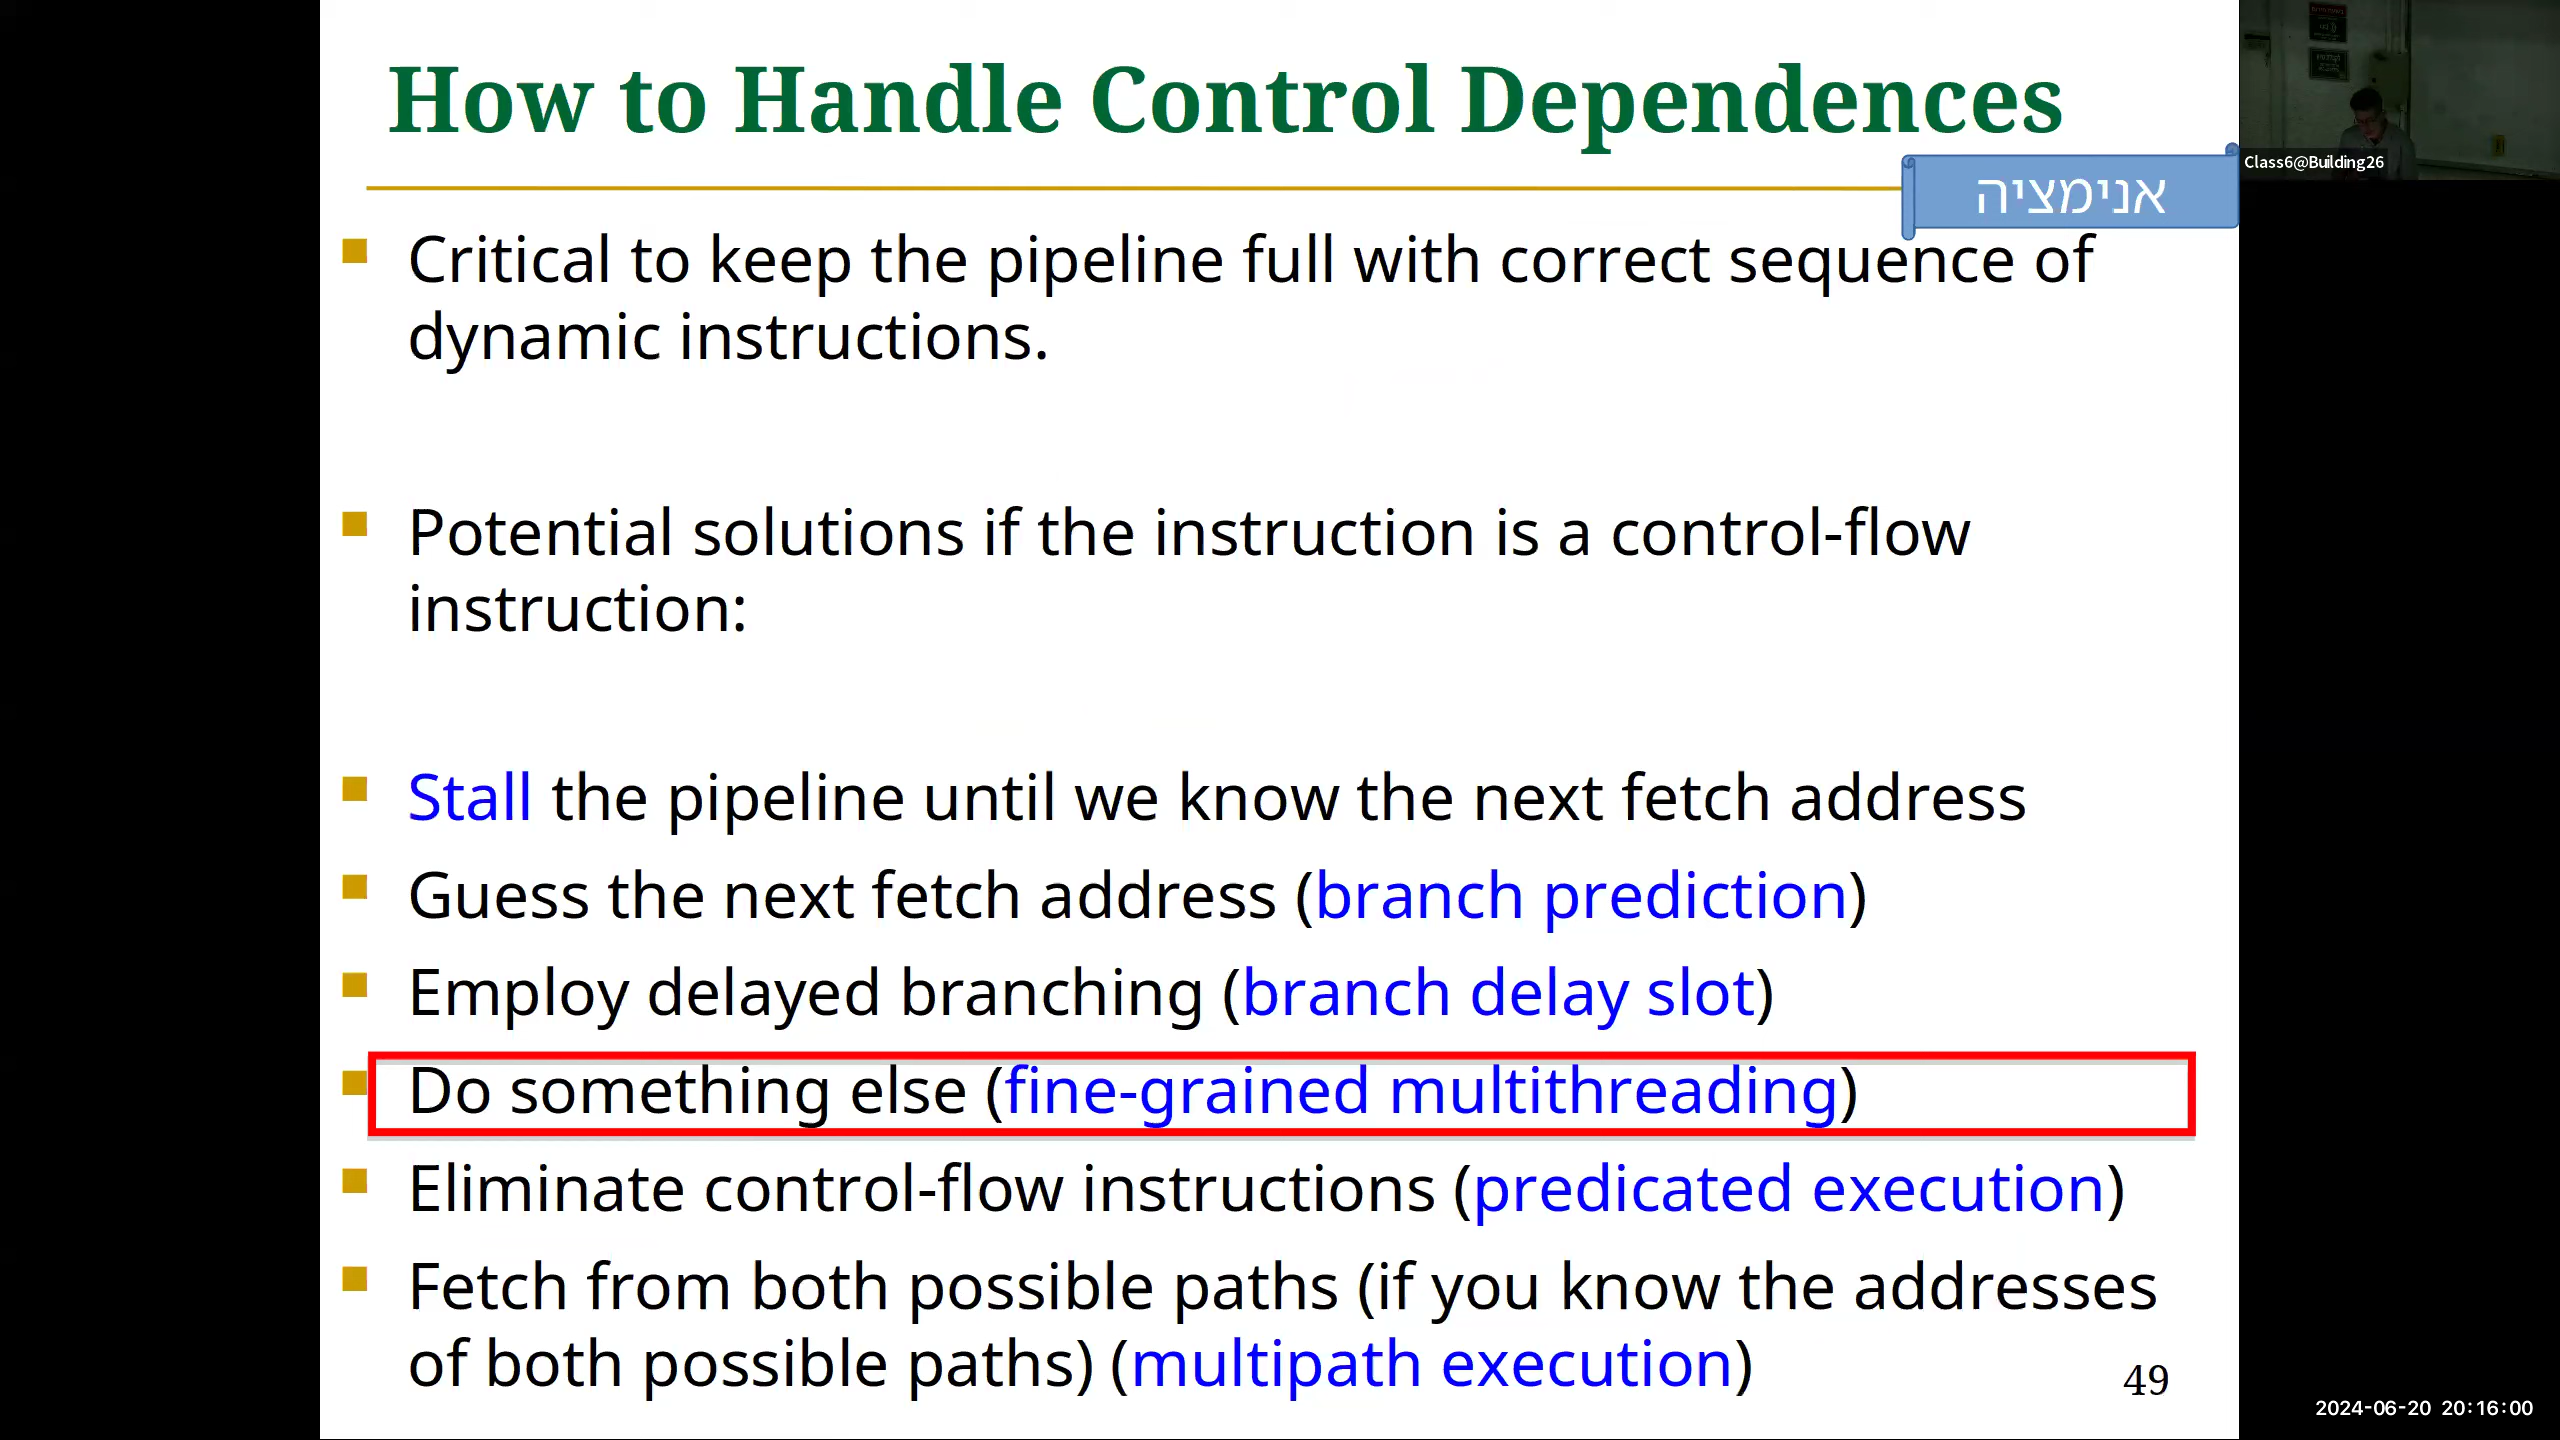 How to Handle Control Dependences
אנימציה
Class6@Building26
Critical to keep the pipeline full with correct sequence of
dynamic instructions.
Potential solutions if the instruction is a control-flow
instruction:
Stall the pipeline until we know the next fetch address
Guess the next fetch address (branch prediction)
Employ delayed branching (branch delay slot)
Do something else (fine-grained multithreading)
Eliminate control-flow instructions (predicated execution)
Fetch from both possible paths (if you know the addresses
of both possible paths) (multipath execution)
49
2024-06-20 20:16:00